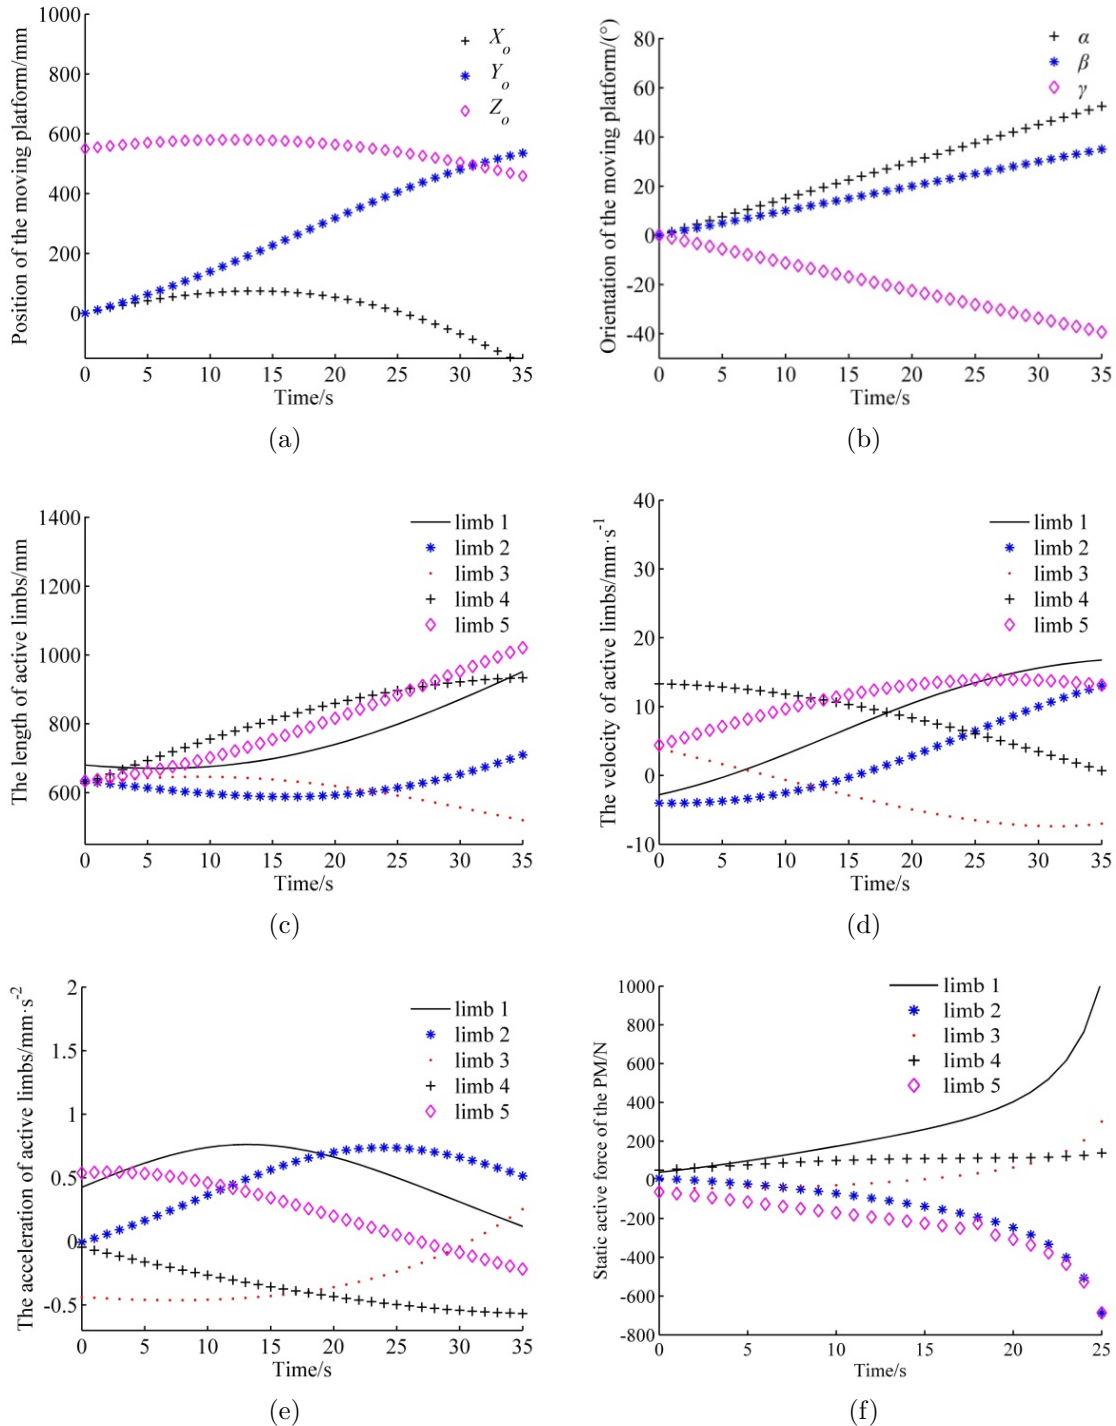 1000
800
600
400
200
0
Position of the moving platform/mm
Xo
Yo
Zo
0 5 10 15 20 25 30 35
Time/s
(a)
80
60
40
20
0
-20
-40
Orientation of the moving platform/(°)
α
β
γ
0 5 10 15 20 25 30 35
Time/s
(b)
1400
1200
1000
800
600
The length of active limbs/mm
limb 1
limb 2
limb 3
limb 4
limb 5
0 5 10 15 20 25 30 35
Time/s
(c)
40
30
20
10
0
-10
The velocity of active limbs/mm·s-1
limb 1
limb 2
limb 3
limb 4
limb 5
0 5 10 15 20 25 30 35
Time/s
(d)
2
1.5
1
0.5
0
-0.5
The acceleration of active limbs/mm·s-2
limb 1
limb 2
limb 3
limb 4
limb 5
0 5 10 15 20 25 30 35
Time/s
(e)
1000
800
600
400
200
0
-200
-400
-600
-800
Static active force of the PM/N
limb 1
limb 2
limb 3
limb 4
limb 5
0 5 10 15 20 25
Time/s
(f)